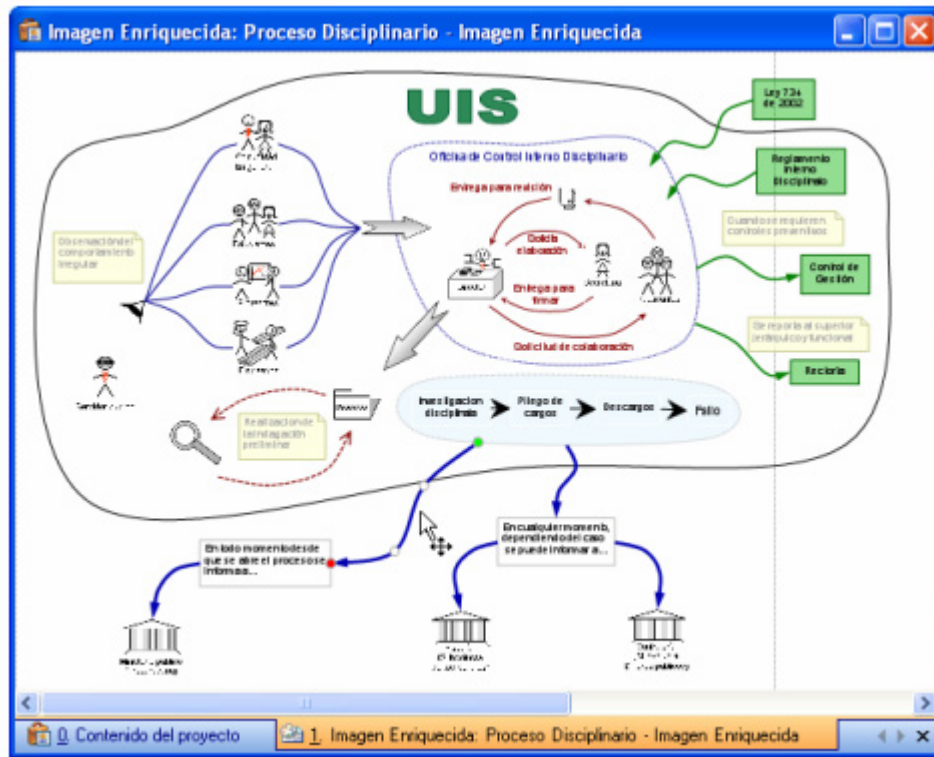 Imagen Enriquecida: Proceso Disciplinario - Imagen Enriquecida
UIS
Ley 734
de 2002
Oficina de Control Interno Disciplinario
Reglamento
Interno
Disciplinario
Entrega para revisión
Observación del
comportamiento
irregular
Solicita
elaboración
Cuando se requieren
controles preventivos
Control de
Gestión
Entrega para
firmar
Solicitud de colaboración
Se reporta al superior
jerárquico y funcional
Rectoría
Realización de
la indagación
preliminar
Investigación
disciplinaria
Pliego de
cargos
Descargos
Fallo
En todo momento desde
que se abre el proceso se
informa a...
En cualquier momento,
dependiendo del caso
se puede informar a...
0. Contenido del proyecto
1. Imagen Enriquecida: Proceso Disciplinario - Imagen Enriquecida